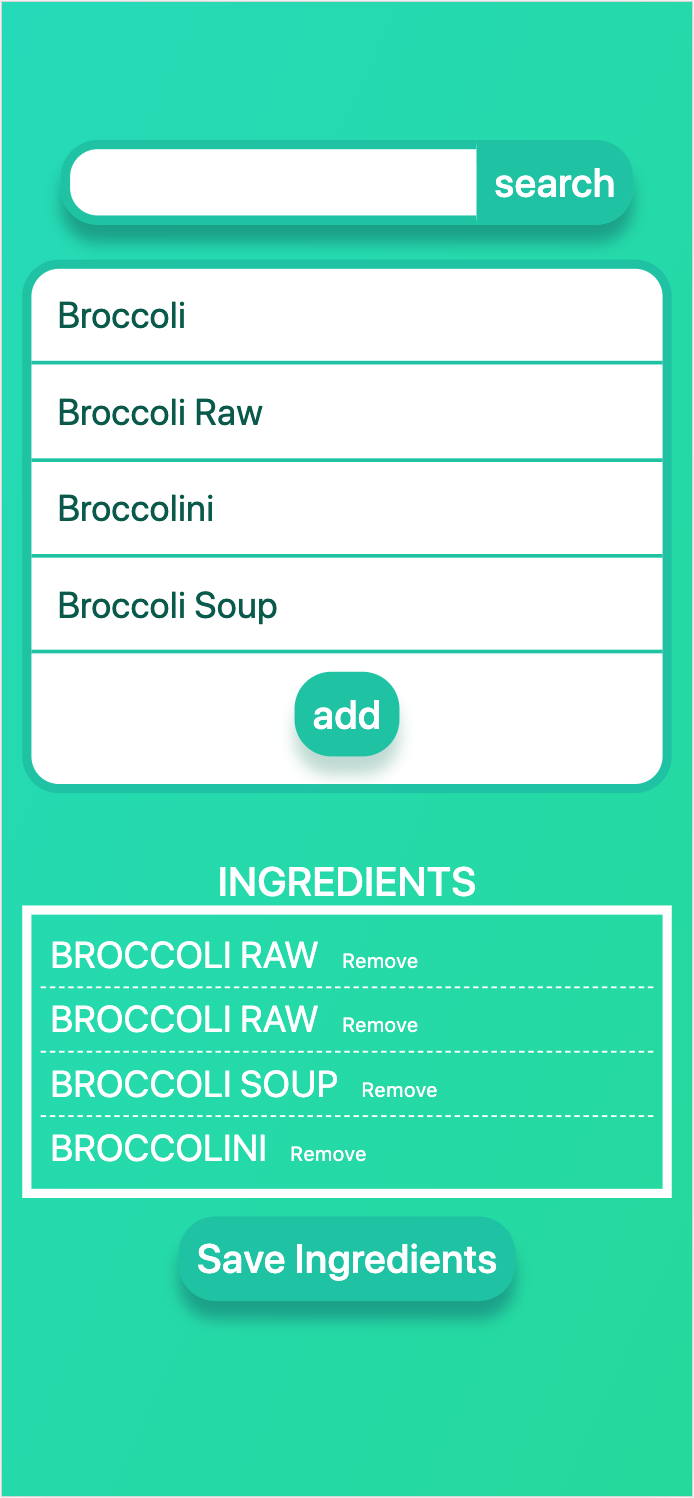 search
Broccoli
Broccoli Raw
Broccolini
Broccoli Soup
add
INGREDIENTS
BROCCOLI RAW Remove
BROCCOLI RAW Remove
BROCCOLI SOUP Remove
BROCCOLINI Remove
Save Ingredients